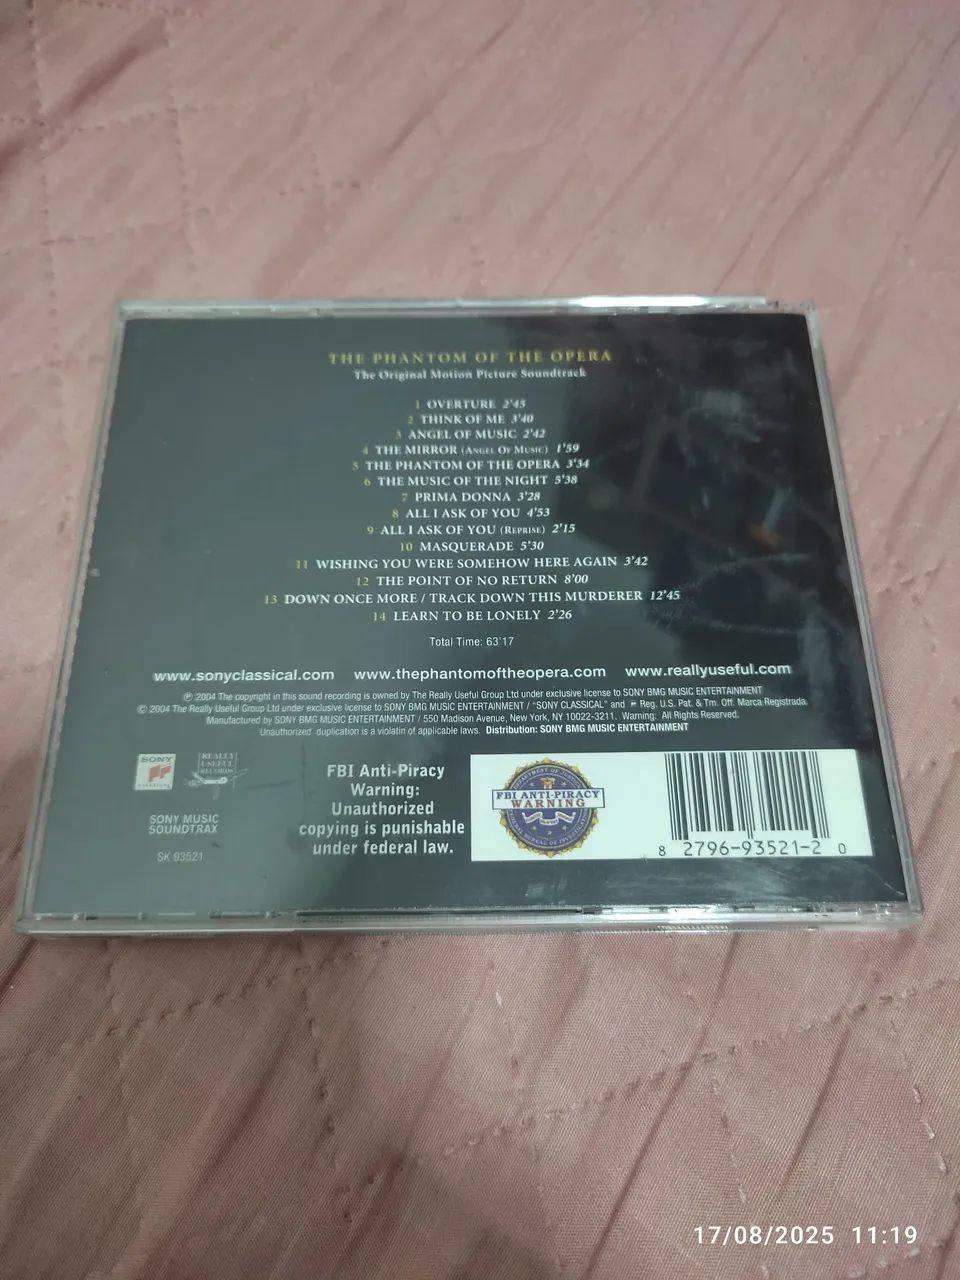 THE PHANTOM OF THE OPERA
The Original Motion Picture Soundtrack
1 OVERTURE 2'45
2 THINK OF ME 3'40
3 ANGEL OF MUSIC 2'42
4 THE MIRROR (ANGEL OF MUSIC) 1'59
5 THE PHANTOM OF THE OPERA 3'34
6 THE MUSIC OF THE NIGHT 5'38
7 PRIMA DONNA 3'28
8 ALL I ASK OF YOU 4'53
9 ALL I ASK OF YOU (REPRISE) 2'15
10 MASQUERADE 5'30
11 WISHING YOU WERE SOMEHOW HERE AGAIN 3'42
12 THE POINT OF NO RETURN 8'00
13 DOWN ONCE MORE / TRACK DOWN THIS MURDERER 12'45
14 LEARN TO BE LONELY 2'26
Total Time: 63'17
www.sonyclassical.com www.thephantomoftheopera.com www.reallyuseful.com
℗ 2004 The copyright in this sound recording is owned by The Really Useful Group Ltd under exclusive license to SONY BMG MUSIC ENTERTAINMENT
© 2004 The Really Useful Group Ltd under exclusive license to SONY BMG MUSIC ENTERTAINMENT / "SONY CLASSICAL" and Reg. U.S. Pat. & Tm. Off. Marca Registrada.
Manufactured by SONY BMG MUSIC ENTERTAINMENT / 550 Madison Avenue, New York, NY 10022-3211. Warning: All Rights Reserved.
Unauthorized duplication is a violatin of applicable laws. Distribution: SONY BMG MUSIC ENTERTAINMENT
SONY
CLASSICAL
REALLY
USEFUL
RECORDS
SONY MUSIC
SOUNDTRAX
SK 93521
FBI Anti-Piracy
Warning:
Unauthorized
copying is punishable
under federal law.
DEPARTMENT OF JUSTICE
FBI ANTI-PIRACY
WARNING
FEDERAL BUREAU OF INVESTIGATION
8 2796-93521-2 0
17/08/2025 11:19